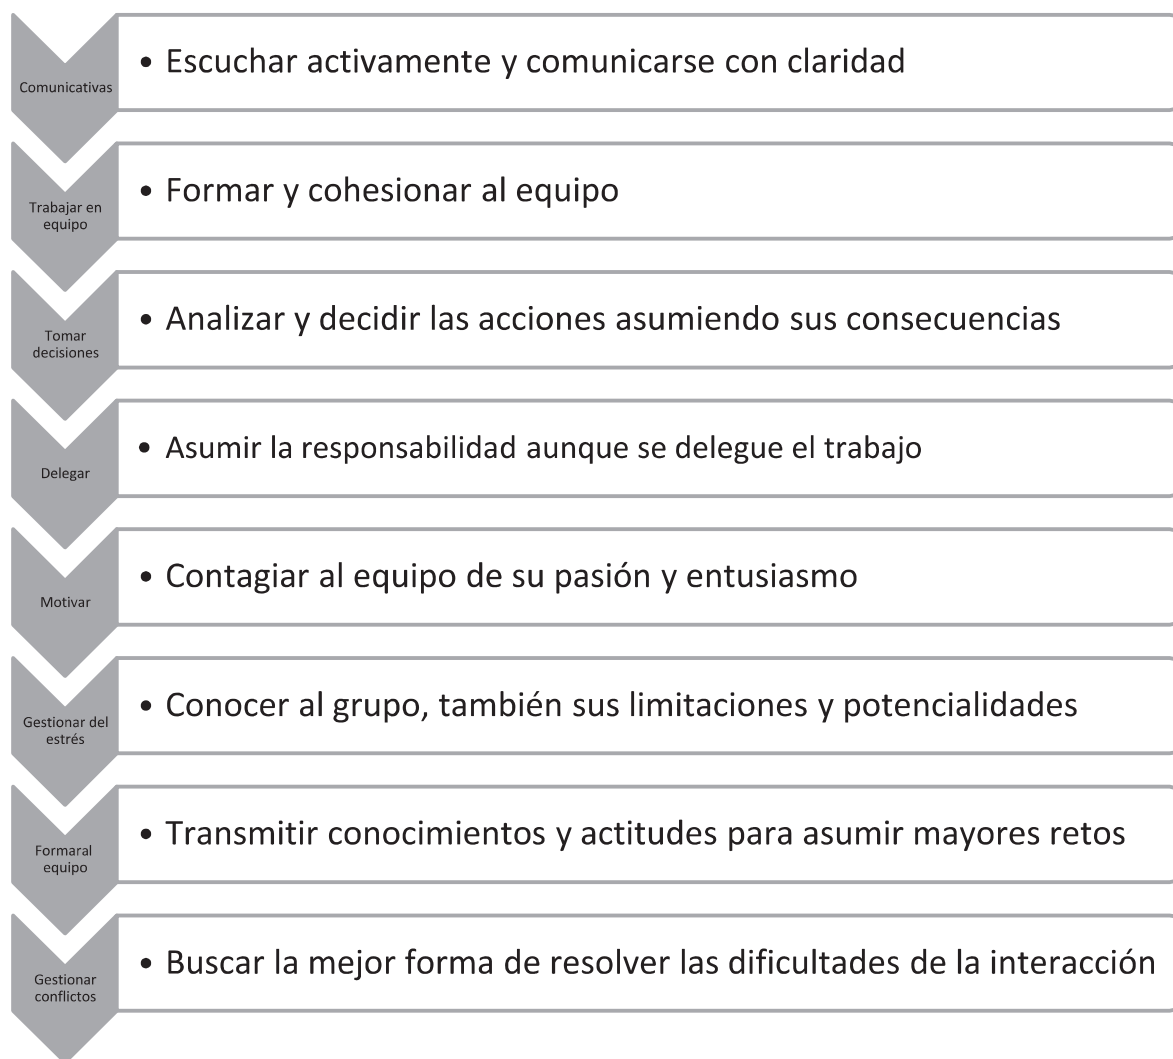 Comunicativas
• Escuchar activamente y comunicarse con claridad
Trabajar en
equipo
• Formar y cohesionar al equipo
Tomar
decisiones
• Analizar y decidir las acciones asumiendo sus consecuencias
Delegar
• Asumir la responsabilidad aunque se delegue el trabajo
Motivar
• Contagiar al equipo de su pasión y entusiasmo
Gestionar del
estrés
• Conocer al grupo, también sus limitaciones y potencialidades
Formaral
equipo
• Transmitir conocimientos y actitudes para asumir mayores retos
Gestionar
conflictos
• Buscar la mejor forma de resolver las dificultades de la interacción